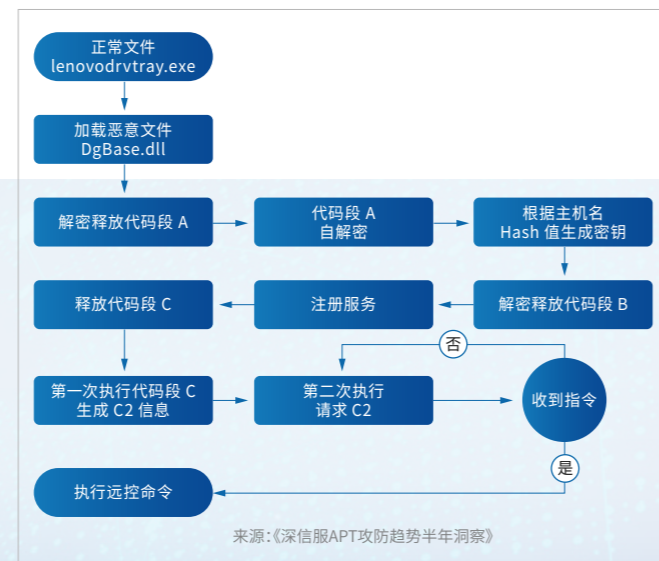 正常文件
lenovodrvtray.exe
加载恶意文件
DgBase.dll
解密释放代码段 A
代码段 A
自解密
根据主机名
Hash 值生成密钥
释放代码段 C
注册服务
解密释放代码段 B
否
第一次执行代码段 C
生成 C2 信息
第二次执行
请求 C2
收到指令
是
执行远控命令
来源:《深信服APT攻防趋势半年洞察》